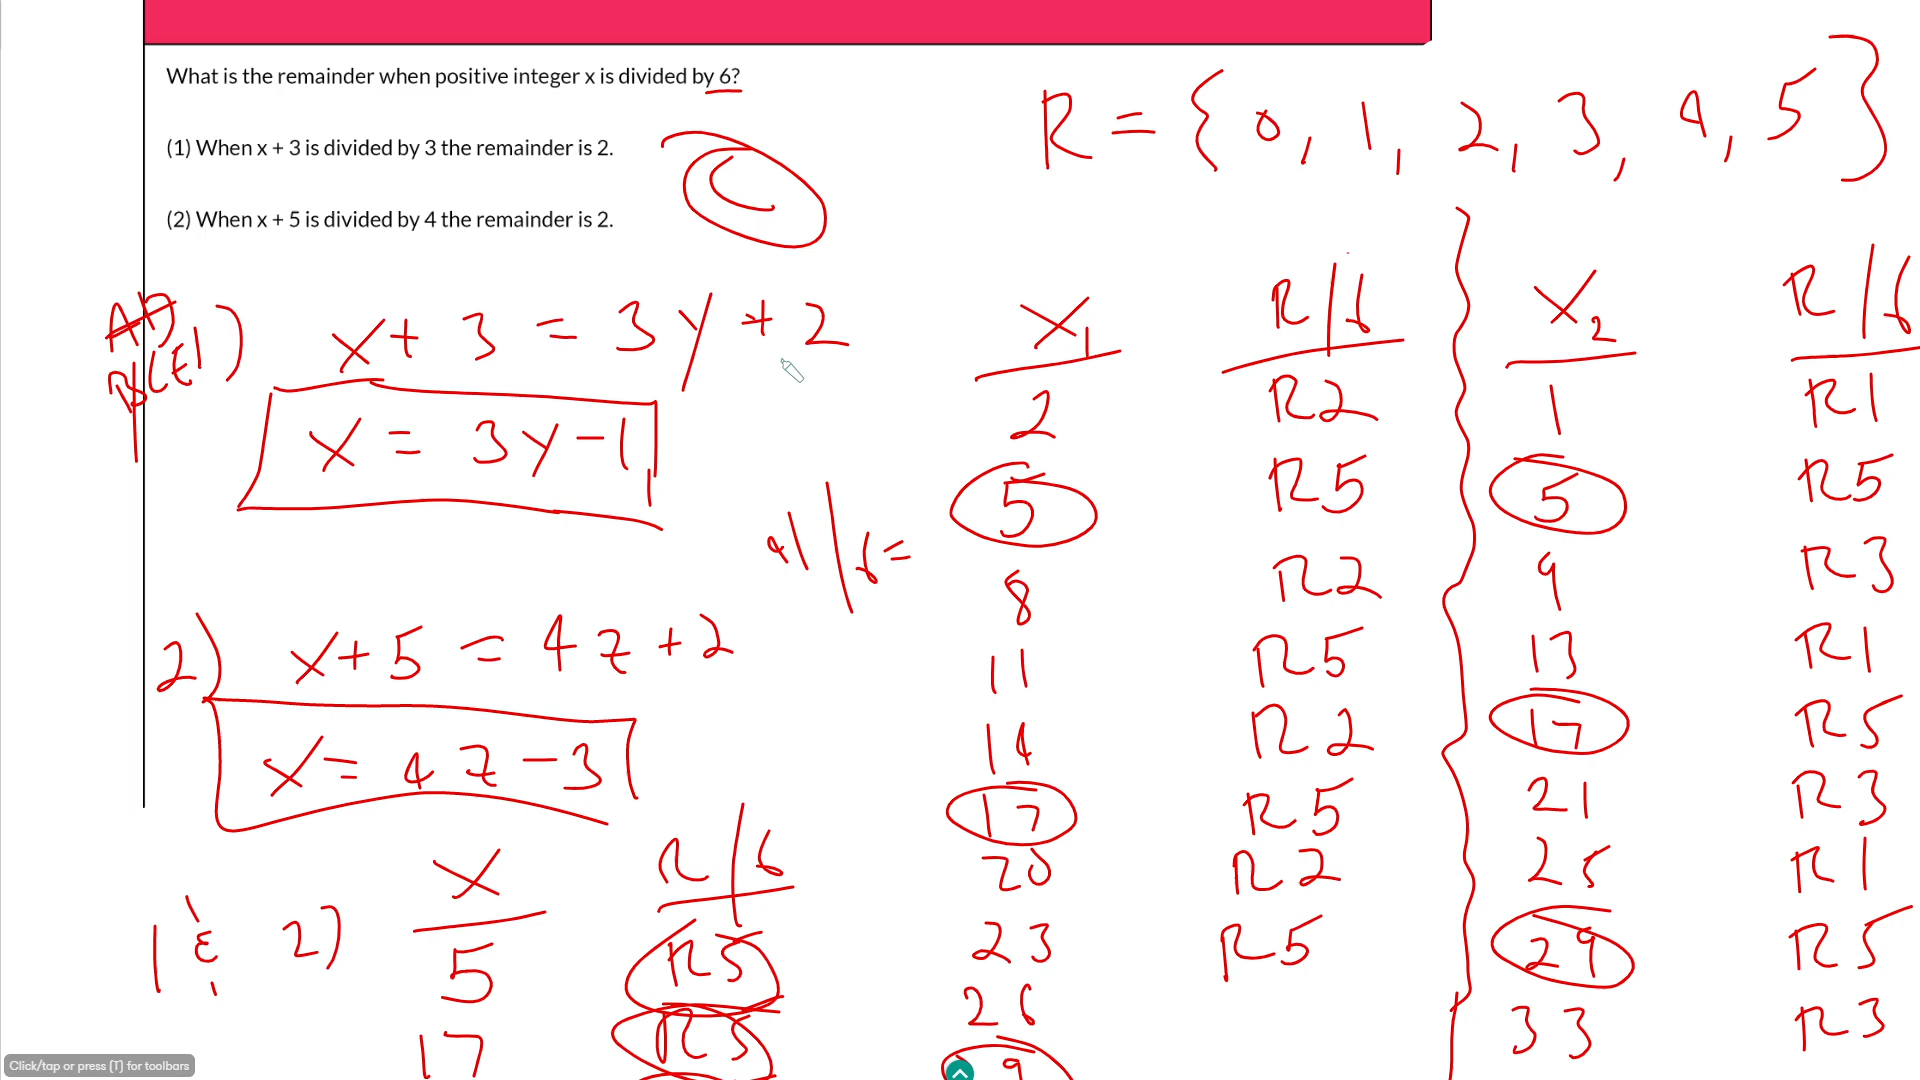 What is the remainder when positive integer x is divided by 6?
(1) When x + 3 is divided by 3 the remainder is 2.
(2) When x + 5 is divided by 4 the remainder is 2.
R = { 0, 1, 2, 3, 4, 5 }
C
AD
BCE
1) x + 3 = 3y + 2
x = 3y - 1
2) x + 5 = 4z + 2
x = 4z - 3
1 & 2)
x R/6
5 R5
17 R5
/6 =
x1 R/6
2 R2
5 R5
8 R2
11 R5
14 R2
17 R5
20 R2
23 R5
26
9
x2 R/6
1 R1
5 R5
9 R3
13 R1
17 R5
21 R3
25 R1
29 R5
33 R3
Click/tap or press (T) for toolbars